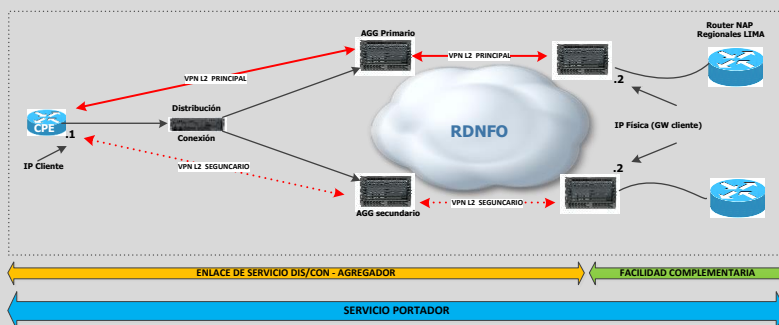 AGG Primario
Router NAP
Regionales LIMA
VPN L2 PRINCIPAL
VPN L2 PRINCIPAL
.2
Distribución
CPE
.1
Conexión
RDNFO
IP Física (GW cliente)
IP Cliente
VPN L2 SEGUNCARIO
.2
VPN L2 SEGUNCARIO
AGG secundario
ENLACE DE SERVICIO DIS/CON - AGREGADOR
FACILIDAD COMPLEMENTARIA
SERVICIO PORTADOR